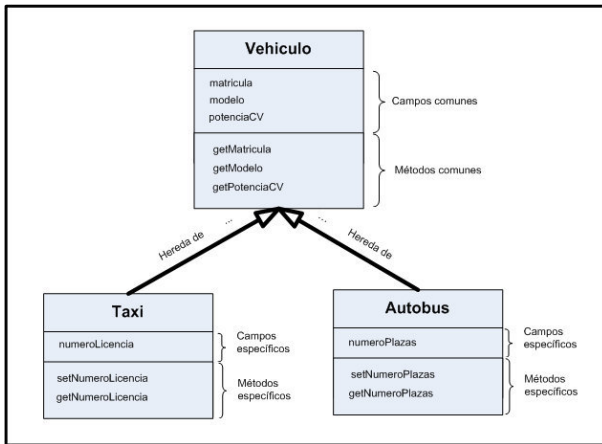 Vehiculo
matricula
modelo
potenciaCV
Campos comunes
getMatricula
getModelo
getPotenciaCV
Métodos comunes
...
...
Hereda de
Hereda de
Taxi
numeroLicencia
Campos
específicos
setNumeroLicencia
getNumeroLicencia
Métodos
específicos
Autobus
numeroPlazas
Campos
específicos
setNumeroPlazas
getNumeroPlazas
Métodos
específicos